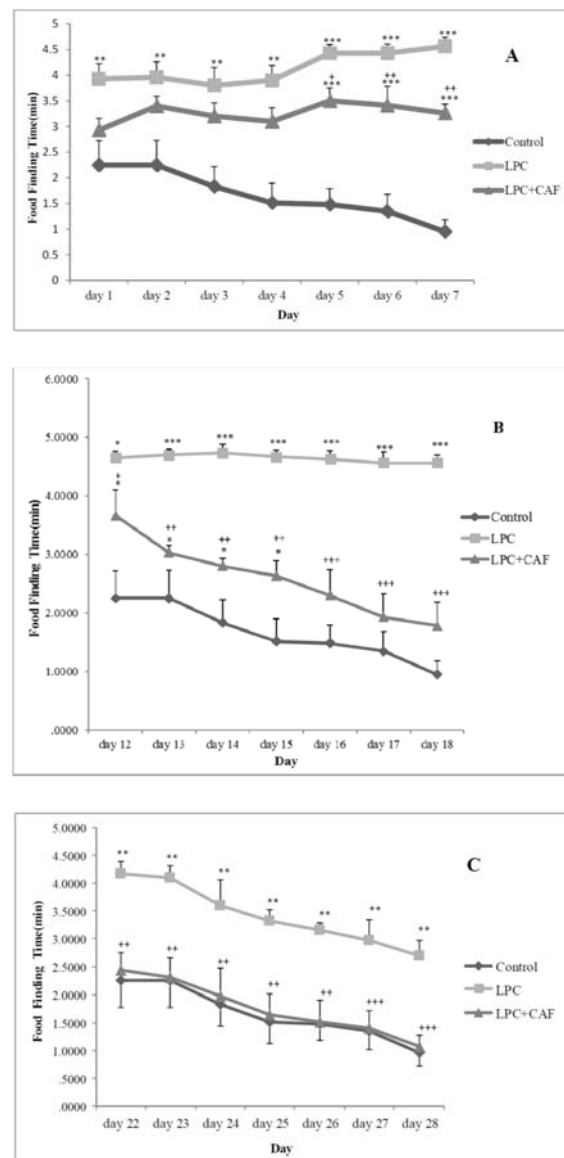 5
4.5
4
3.5
3
2.5
2
1.5
1
0.5
0
Food Finding Time(min)
** ** ** ** *** *** ***
+ ++ ++
*** *** ***
A
Control
LPC
LPC+CAF
day 1 day 2 day 3 day 4 day 5 day 6 day 7
Day
6.0000
5.0000
4.0000
3.0000
2.0000
1.0000
.0000
Food Finding Time(min)
* *** *** *** *** *** ***
+ ++ ++ ++ +++ +++ +++
* * * *
B
Control
LPC
LPC+CAF
day 12 day 13 day 14 day 15 day 16 day 17 day 18
Day
5.0000
4.5000
4.0000
3.5000
3.0000
2.5000
2.0000
1.5000
1.0000
.5000
.0000
Food Finding Time(min)
** ** ** ** ** ** **
++ ++ ++ ++ ++ +++ +++
C
Control
LPC
LPC+CAF
day 22 day 23 day 24 day 25 day 26 day 27 day 28
Day